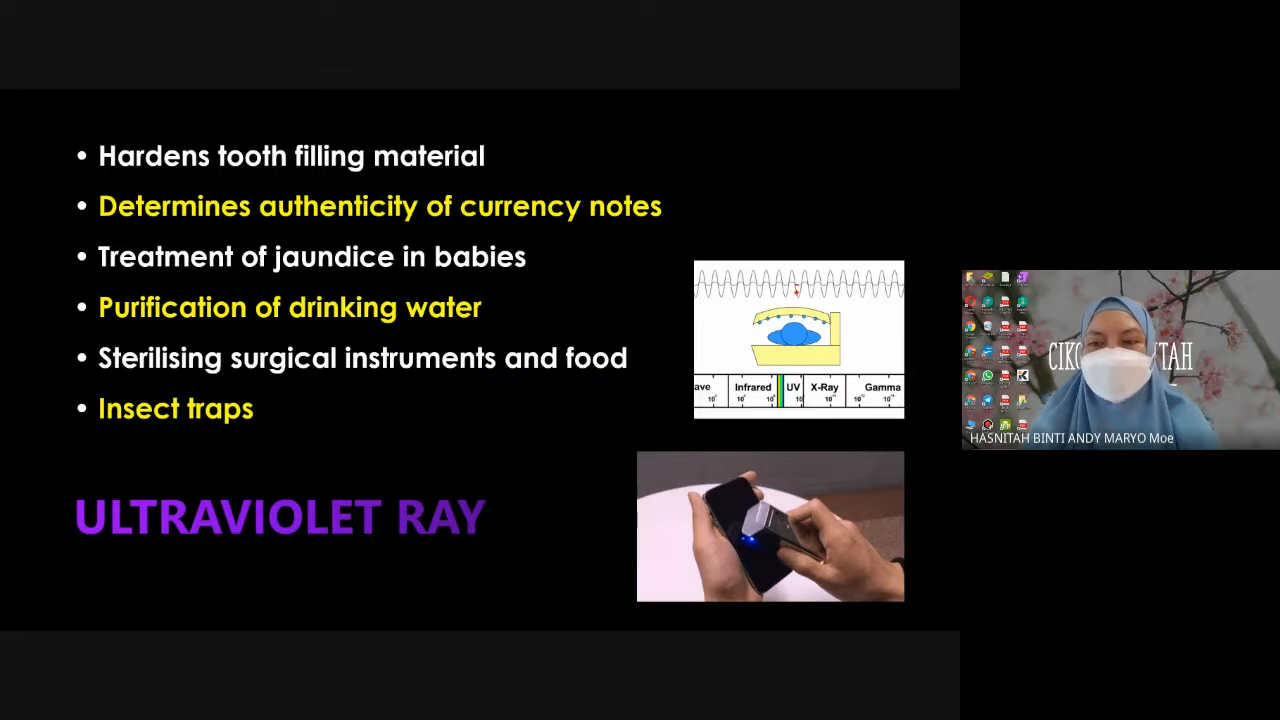 • Hardens tooth filling material
• Determines authenticity of currency notes
• Treatment of jaundice in babies
• Purification of drinking water
• Sterilising surgical instruments and food
• Insect traps
ULTRAVIOLET RAY
Infrared UV X-Ray Gamma
HASNITAH BINTI ANDY MARYO Moe